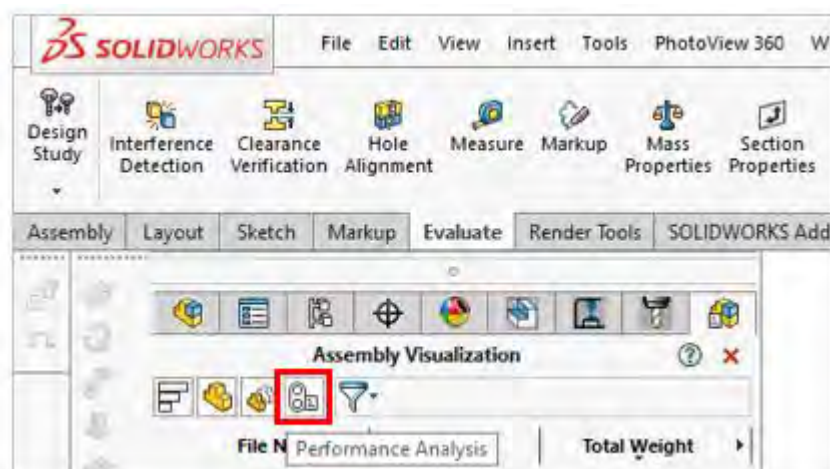 SOLIDWORKS File Edit View Insert Tools PhotoView 360 W
Design Study
Interference Detection
Clearance Verification
Hole Alignment
Measure
Markup
Mass Properties
Section Properties
Assembly Layout Sketch Markup Evaluate Render Tools SOLIDWORKS Add
Assembly Visualization
File N Performance Analysis Total Weight